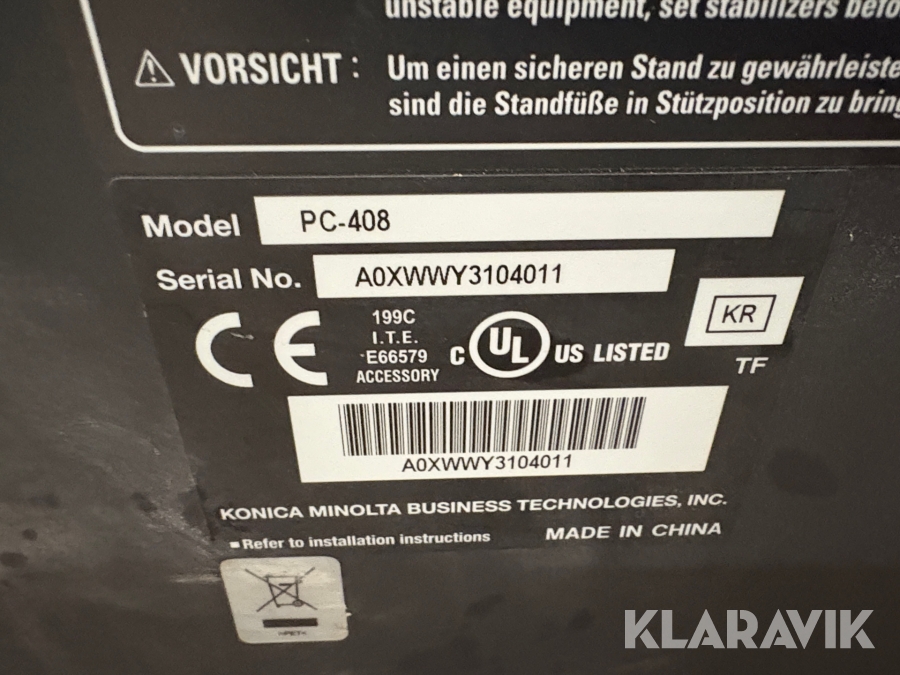 unstable equipment, set stabilizers befo
⚠ VORSICHT : Um einen sicheren Stand zu gewährleiste
sind die Standfüße in Stützposition zu bring
Model PC-408
Serial No. A0XWWY3104011
CE
199C
I.T.E.
E66579
ACCESSORY
C UL US LISTED
KR
TF
A0XWWY3104011
KONICA MINOLTA BUSINESS TECHNOLOGIES, INC.
■Refer to installation instructions MADE IN CHINA
>PET<
KLARAVIK